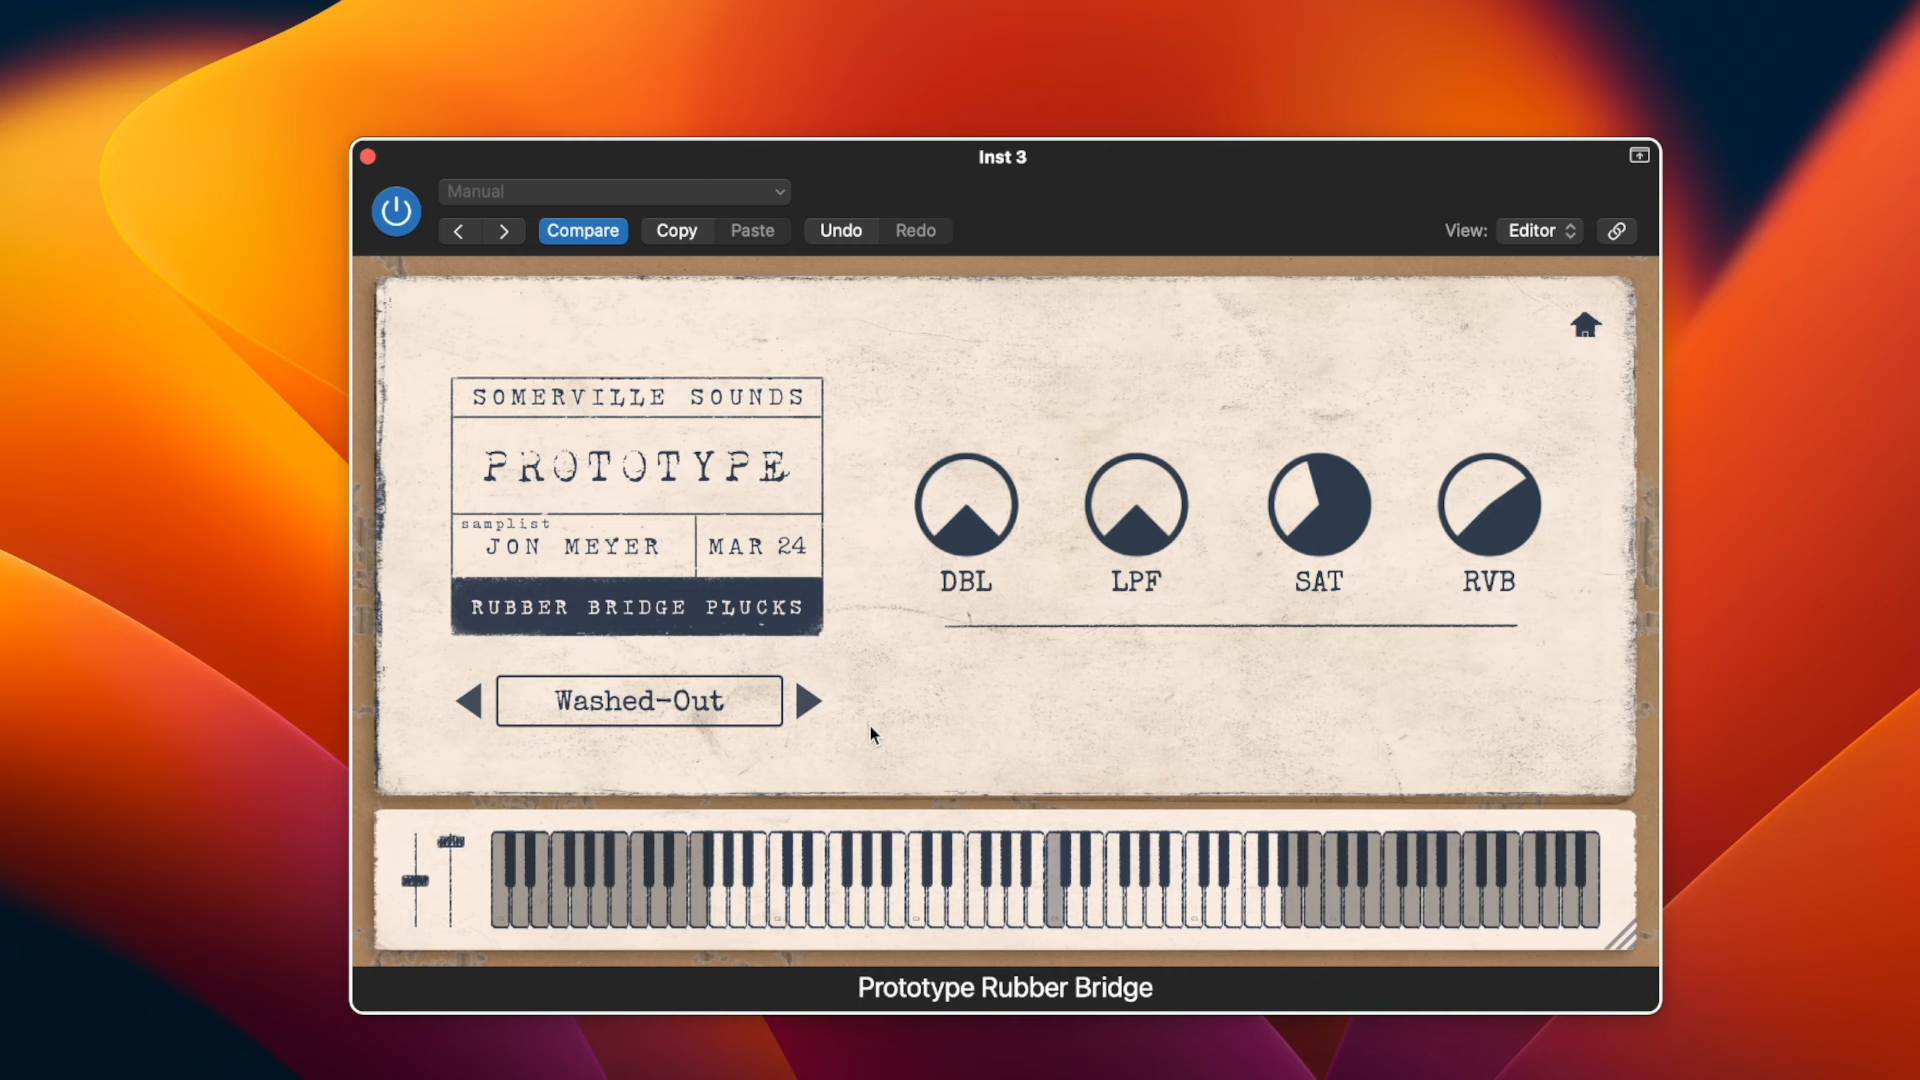 Inst 3
Manual
Compare
Copy
Paste
Undo
Redo
View:
Editor
SOMERVILLE SOUNDS
PROTOTYPE
samplist
JON MEYER
MAR 24
RUBBER BRIDGE PLUCKS
DBL
LPF
SAT
RVB
Washed-Out
Prototype Rubber Bridge